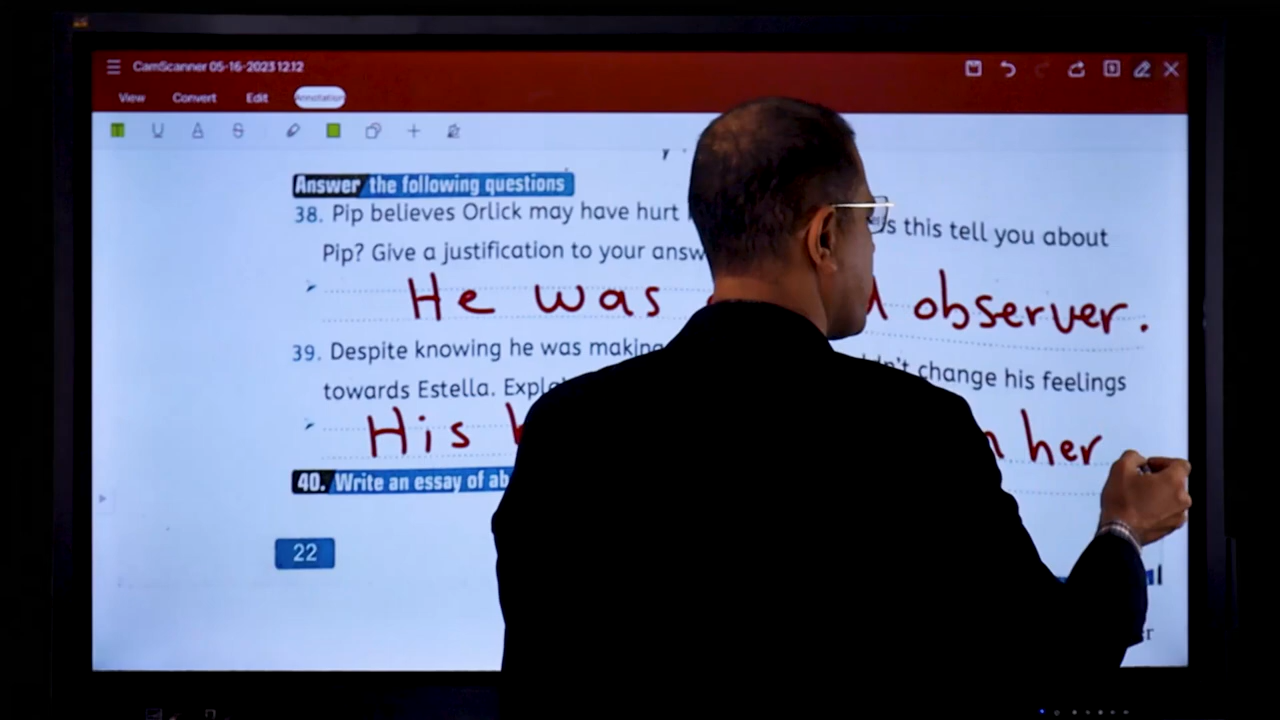 CamScanner 05-16-2023 12.12
View Convert Edit Annotation
Answer the following questions
38. Pip believes Orlick may have hurt s this tell you about
Pip? Give a justification to your answ
He was observer.
39. Despite knowing he was making n't change his feelings
towards Estella. Expl
His her
40. Write an essay of ab
22